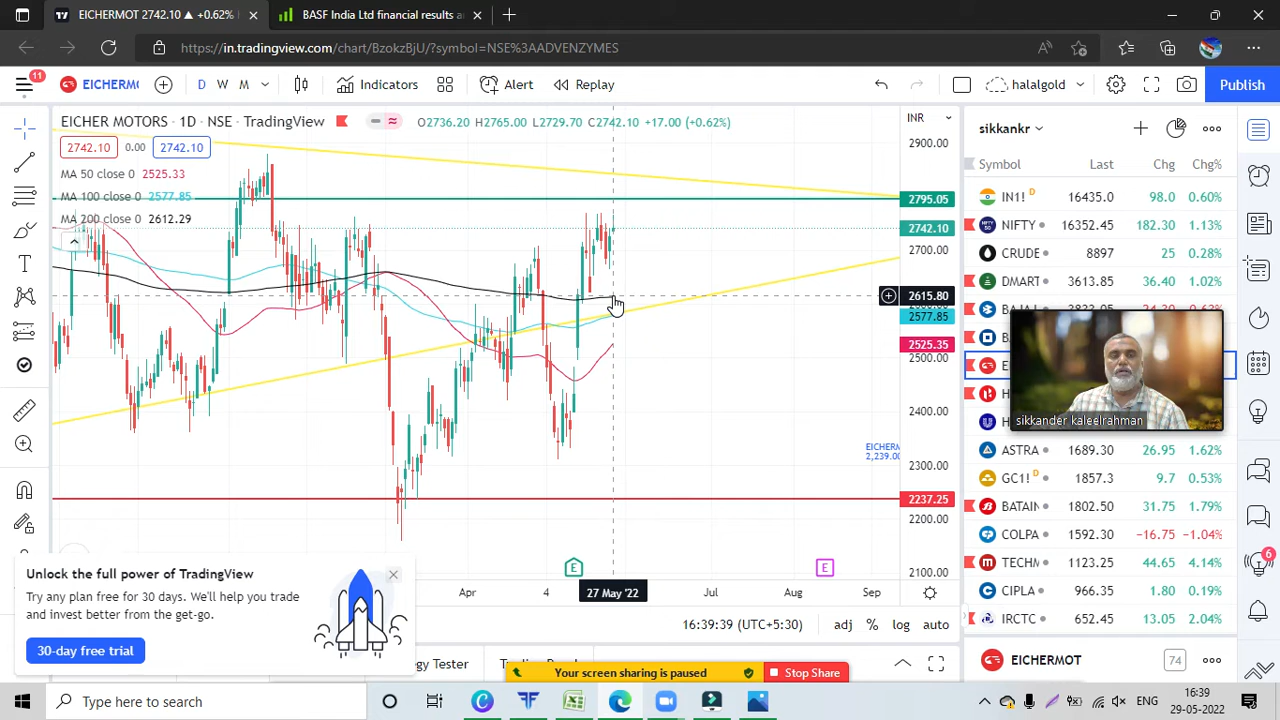 EICHERMOT 2742.10 ▲ +0.62%
BASF India Ltd financial results a
https://in.tradingview.com/chart/BzokzBjU/?symbol=NSE%3AADVENZYMES
11
EICHERMO
D
W
M
Indicators
Alert
Replay
halalgold
Publish
EICHER MOTORS · 1D · NSE · TradingView
O2736.20 H2765.00 L2729.70 C2742.10 +17.00 (+0.62%)
INR
2742.10
0.00
2742.10
MA 50 close 0 2525.33
MA 100 close 0 2577.85
MA 200 close 0 2612.29
2900.00
2795.05
2742.10
2700.00
2615.80
2577.85
2525.35
2500.00
2400.00
2300.00
2237.25
2200.00
2100.00
EICHERM
2,239.00
E
E
Apr
4
27 May '22
Jul
Aug
Sep
16:39:39 (UTC+5:30)
adj
%
log
auto
sikkankr
Symbol
Last
Chg
Chg%
IN1! D 16435.0 98.0 0.60%
NIFTY 16352.45 182.30 1.13%
CRUDE 8897 25 0.28%
DMART 3613.85 36.40 1.02%
sikkander kaleelrahman
ASTRA 1689.30 26.95 1.62%
GC1! D 1857.3 9.7 0.53%
BATAIN 1802.50 31.75 1.79%
COLPA 1592.30 −16.75 −1.04%
TECHM 1122.95 44.65 4.14%
CIPLA 966.35 1.80 0.19%
IRCTC 652.45 13.05 2.04%
6
EICHERMOT
74
Unlock the full power of TradingView
Try any plan free for 30 days. We'll help you trade
and invest better from the get-go.
30-day free trial
egy Tester
Your screen sharing is paused
Stop Share
Type here to search
16:39
29-05-2022